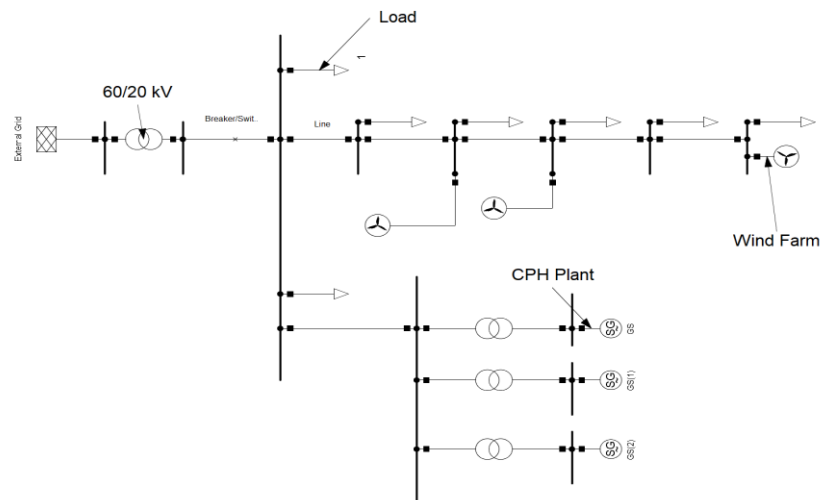 Load
1
60/20 kV
Breaker/Swit..
Line
External Grid
Wind Farm
CPH Plant
SG
~
GS
SG
~
GS(1)
SG
~
GS(2)